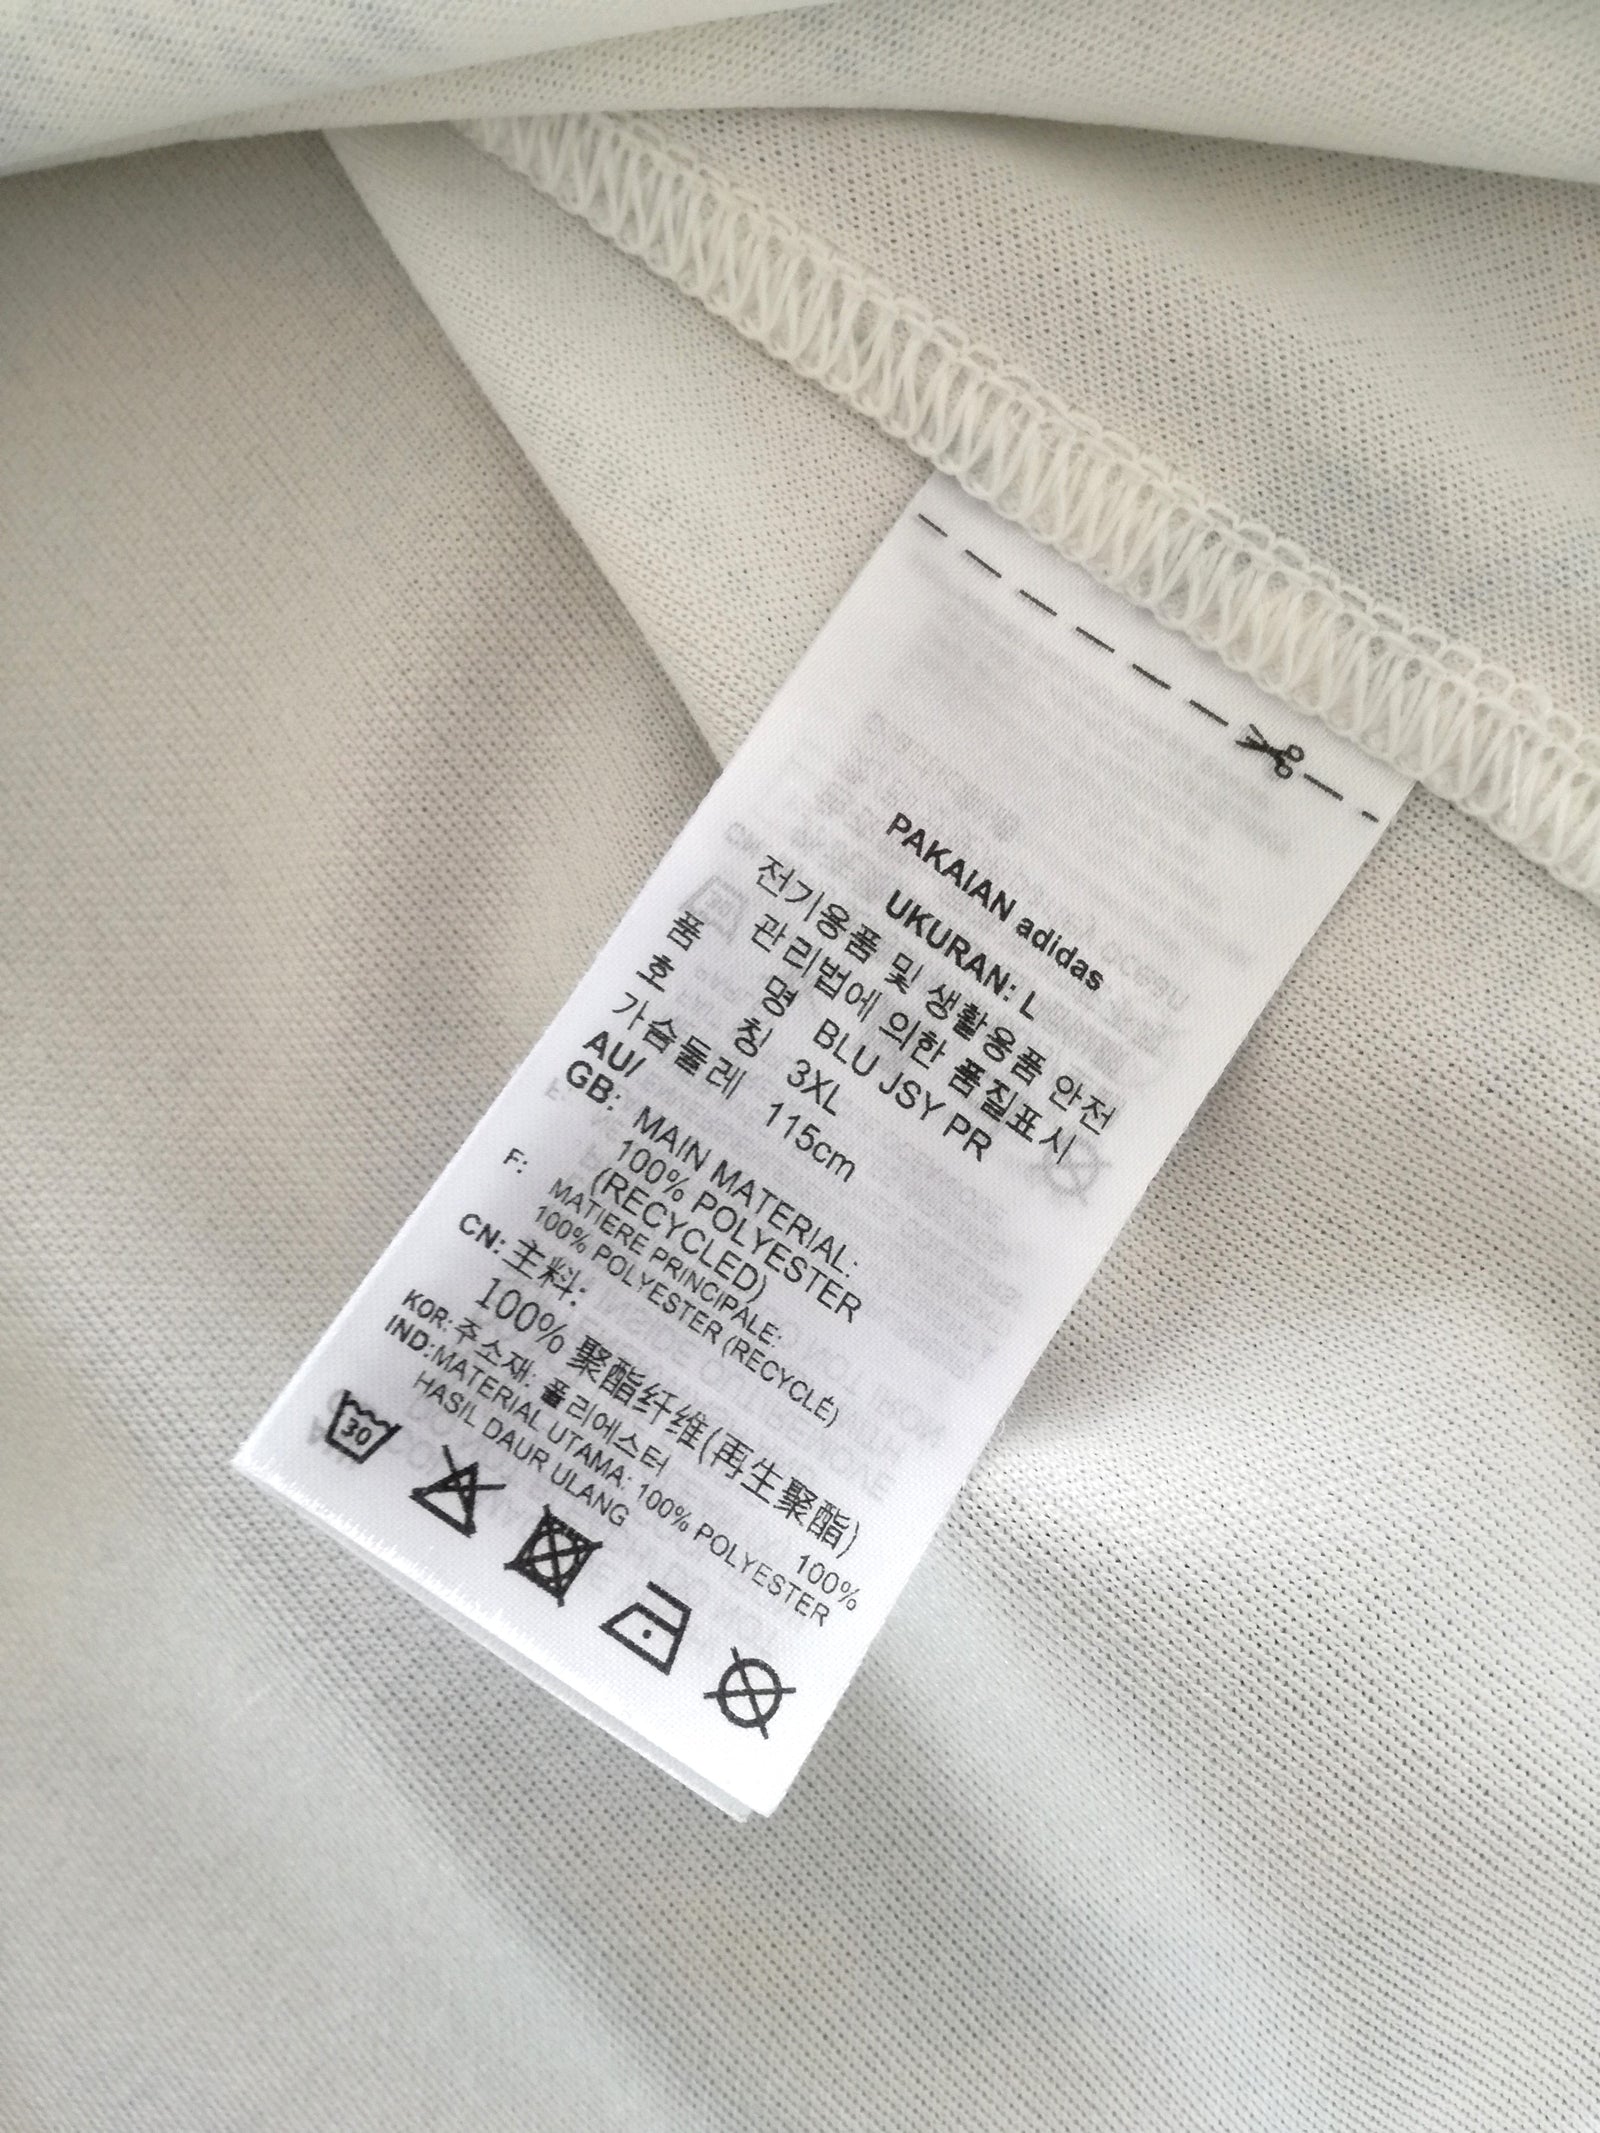 PAKAIAN adidas
UKURAN: L
전기용품 및 생활용품 안전
관리법에 의한 품질표시
품 명 BLU JSY PR
호 칭 3XL
가슴둘레 115cm
AU/
GB: MAIN MATERIAL:
100% POLYESTER
(RECYCLED)
F: MATIERE PRINCIPALE:
100% POLYESTER (RECYCLÉ)
CN: 主料:
100% 聚酯纤维(再生聚酯)
KOR: 주소재: 폴리에스터 100%
IND: MATERIAL UTAMA: 100% POLYESTER
HASIL DAUR ULANG
30